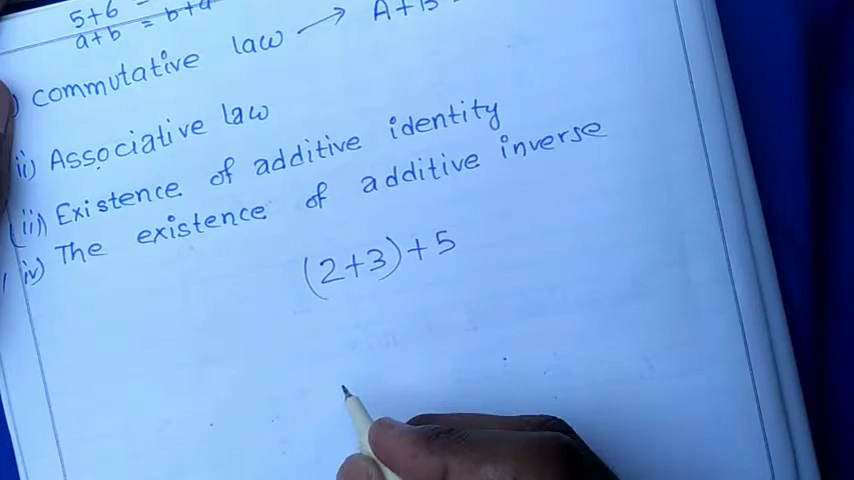 5+6 =
a+b = b+a
) commutative law → A+B
ii) Associative law
(iii) Existence of additive identity
iv) The existence of additive inverse
(2+3)+5